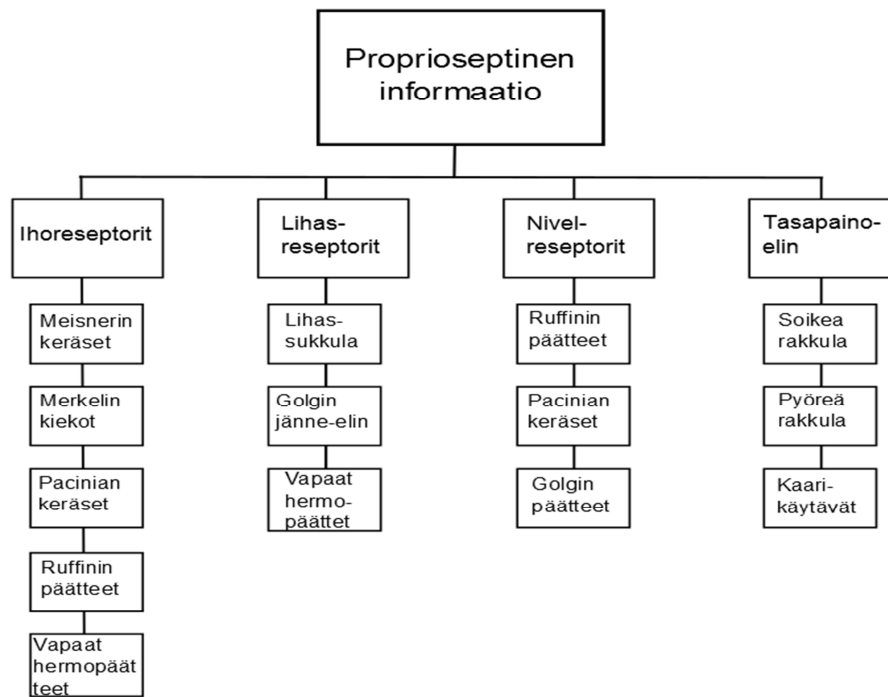 Proprioseptinen
informaatio
Ihoreseptorit
Meisnerin
keräset
Merkelin
kiekot
Pacinian
keräset
Ruffinin
päätteet
Vapaat
hermopäät
teet
Lihas-
reseptorit
Lihas-
sukkula
Golgin
jänne-elin
Vapaat
hermo-
päättet
Nivel-
reseptorit
Ruffinin
päätteet
Pacinian
keräset
Golgin
päätteet
Tasapaino-
elin
Soikea
rakkula
Pyöreä
rakkula
Kaari-
käytävät